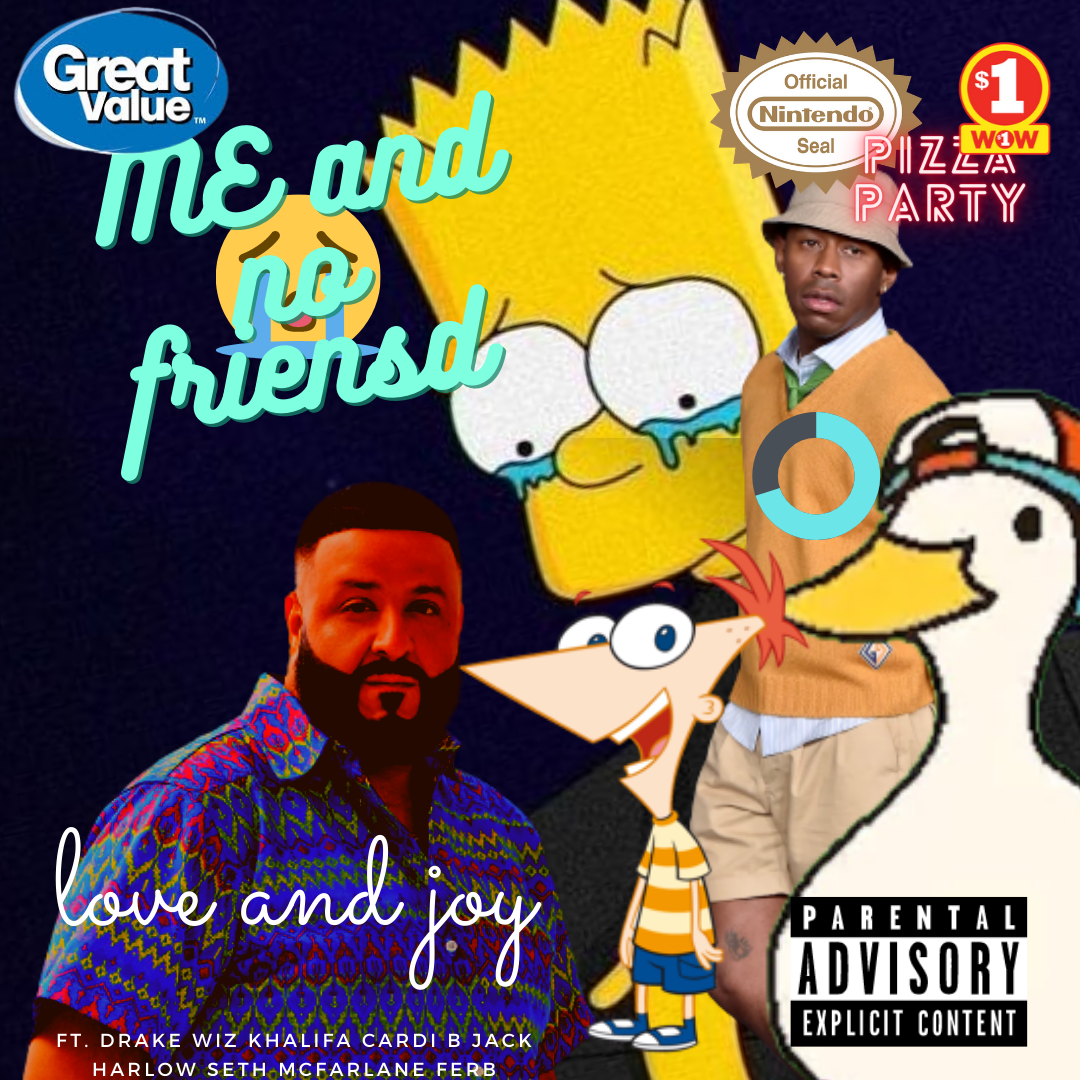 Great
Value™
ME and
no
friensd
Official
Nintendo
Seal
$1
WOW
PIZZA
PARTY
love and joy
PARENTAL
ADVISORY
EXPLICIT CONTENT
FT. DRAKE WIZ KHALIFA CARDI B JACK
HARLOW SETH MCFARLANE FERB